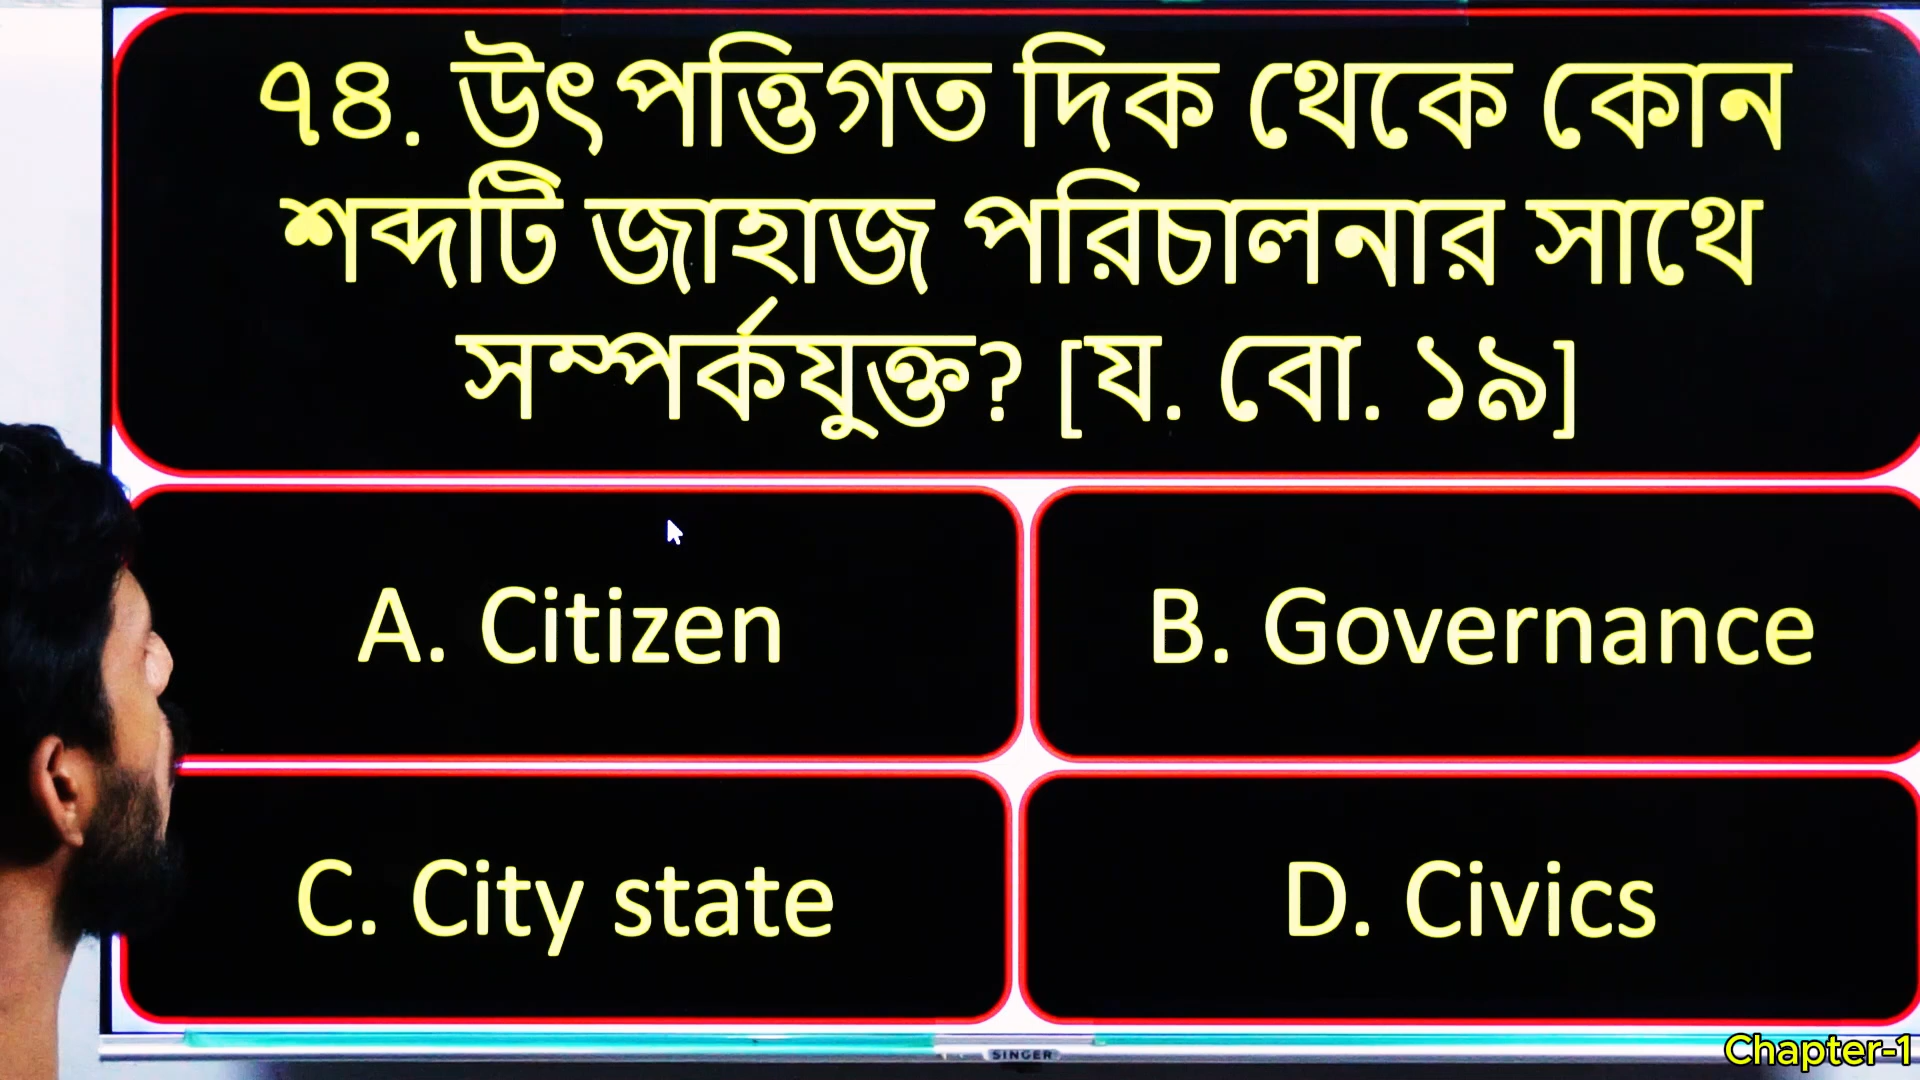 ৭৪. উৎপত্তিগত দিক থেকে কোন
শব্দটি জাহাজ পরিচালনার সাথে
সম্পর্কযুক্ত? [য. বো. ১৯]
A. Citizen
B. Governance
C. City state
D. Civics
SINGER
Chapter-1